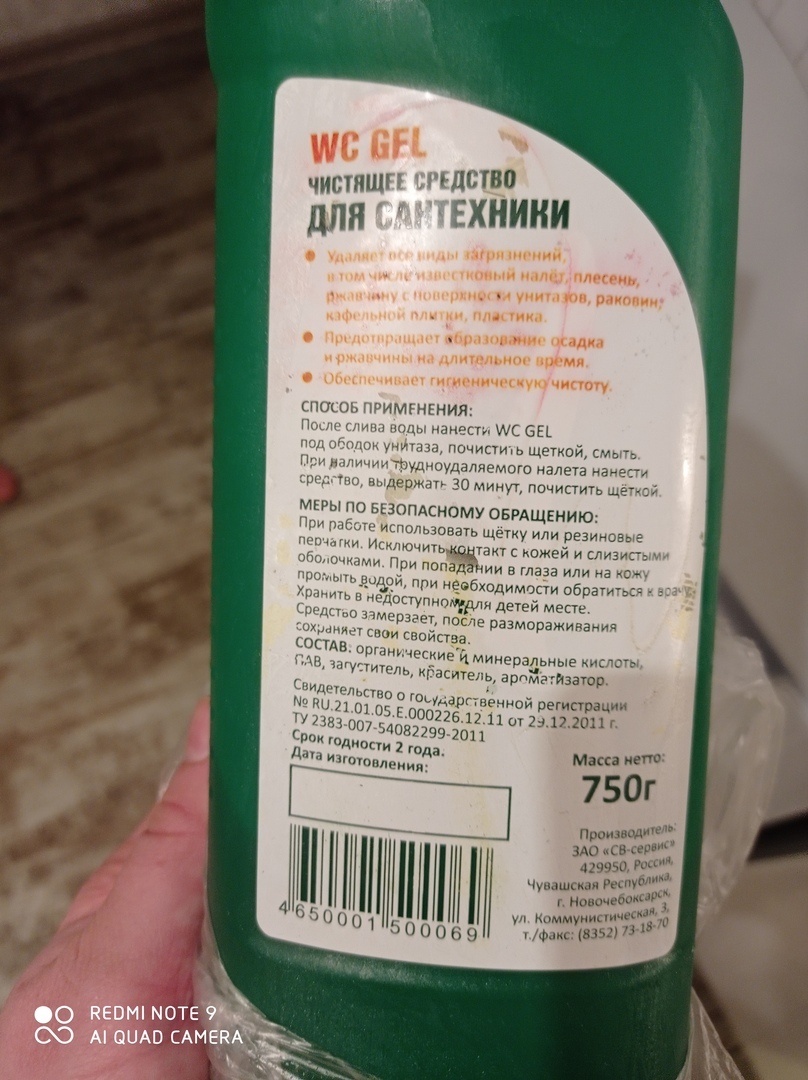 WC GEL
ЧИСТЯЩЕЕ СРЕДСТВО
ДЛЯ САНТЕХНИКИ
Удаляет все виды загрязнений,
в том числе известковый налёт, плесень,
ржавчину с поверхности унитазов, раковин,
кафельной плитки, пластика.
Предотвращает образование осадка
и ржавчины на длительное время.
Обеспечивает гигиеническую чистоту.
СПОСОБ ПРИМЕНЕНИЯ:
После слива воды нанести WC GEL
под ободок унитаза, почистить щеткой, смыть.
При наличии трудноудаляемого налета нанести
средство, выдержать 30 минут, почистить щёткой.
МЕРЫ ПО БЕЗОПАСНОМУ ОБРАЩЕНИЮ:
При работе использовать щётку или резиновые
перчатки. Исключить контакт с кожей и слизистыми
оболочками. При попадании в глаза или на кожу
промыть водой, при необходимости обратиться к врачу.
Хранить в недоступном для детей месте.
Средство замерзает, после размораживания
сохраняет свои свойства.
СОСТАВ: органические и минеральные кислоты,
ПАВ, загуститель, краситель, ароматизатор.
Свидетельство о государственной регистрации
№ RU.21.01.05.Е.000226.12.11 от 29.12.2011 г.
ТУ 2383-007-54082299-2011
Срок годности 2 года.
Дата изготовления:
Масса нетто:
750г
Производитель:
ЗАО «СВ-сервис»
429950, Россия,
Чувашская Республика,
г. Новочебоксарск,
ул. Коммунистическая, 3,
т./факс: (8352) 73-18-70
4 650001 500069
REDMI NOTE 9
AI QUAD CAMERA